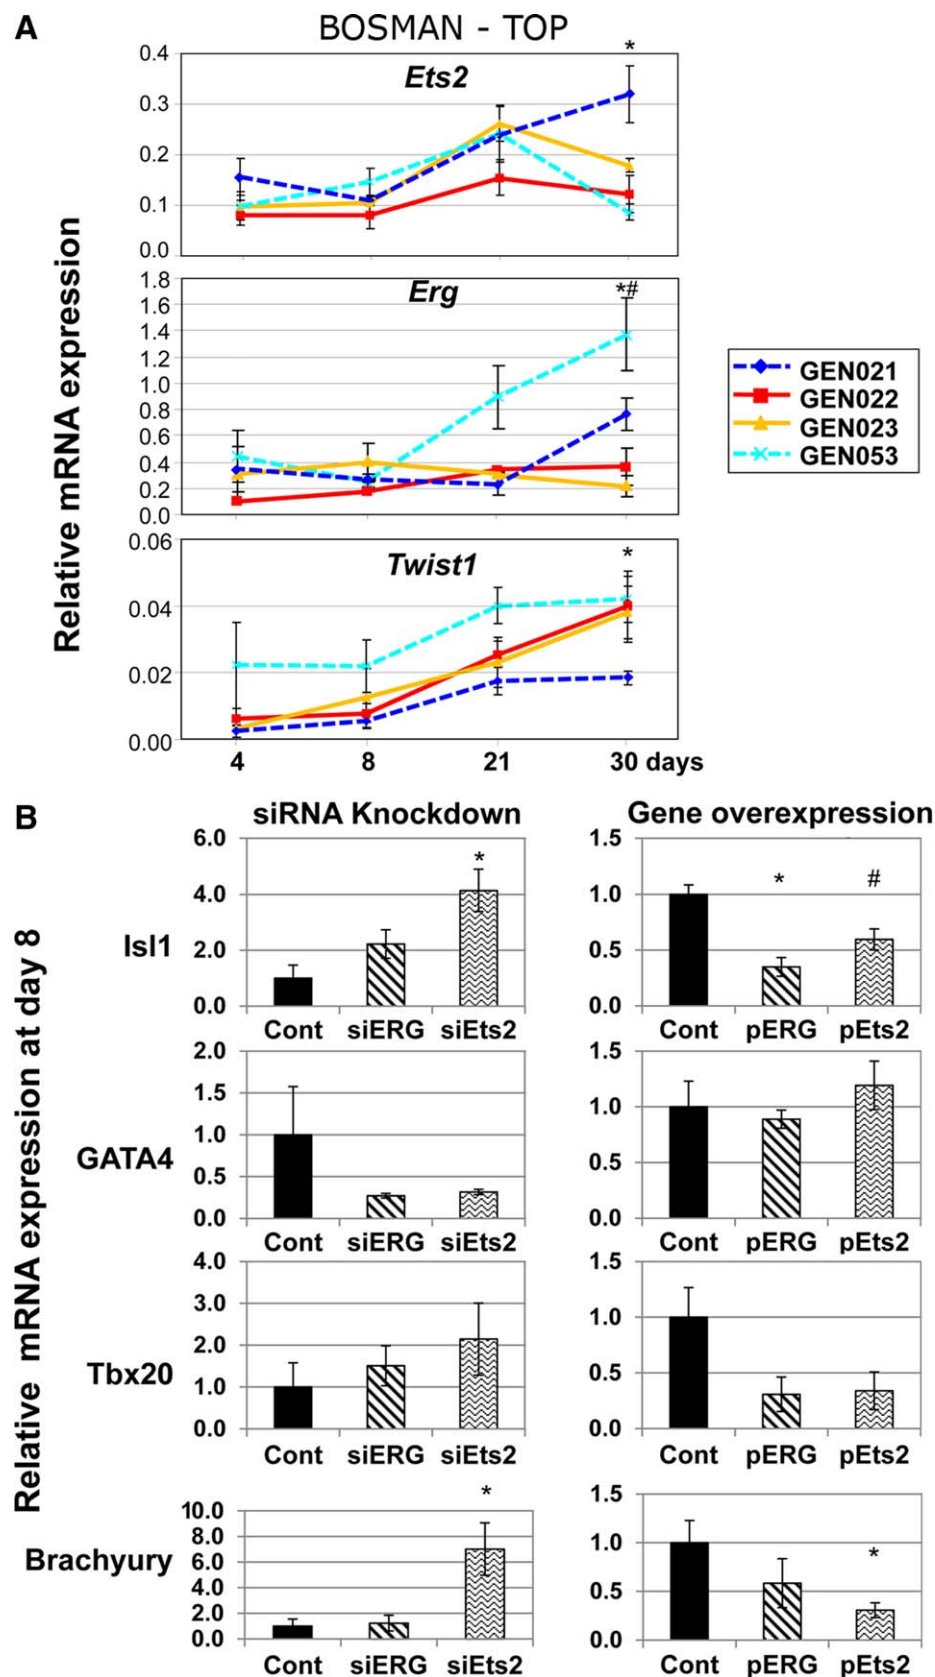 A
BOSMAN - TOP
Relative mRNA expression
*
Ets2
0.4
0.3
0.2
0.1
0.0
*#
Erg
1.8
1.6
1.4
1.2
1.0
0.8
0.6
0.4
0.2
0.0
*
Twist1
0.06
0.04
0.02
0.00
4 8 21 30 days
GEN021
GEN022
GEN023
GEN053
B
siRNA Knockdown Gene overexpression
Relative mRNA expression at day 8
Isl1
6.0
4.0
2.0
0.0
*
Cont siERG siEts2
1.5
1.0
0.5
0.0
* #
Cont pERG pEts2
GATA4
2.0
1.5
1.0
0.5
0.0
Cont siERG siEts2
1.5
1.0
0.5
0.0
Cont pERG pEts2
Tbx20
4.0
3.0
2.0
1.0
0.0
Cont siERG siEts2
1.5
1.0
0.5
0.0
Cont pERG pEts2
Brachyury
10.0
8.0
6.0
4.0
2.0
0.0
*
Cont siERG siEts2
1.5
1.0
0.5
0.0
*
Cont pERG pEts2